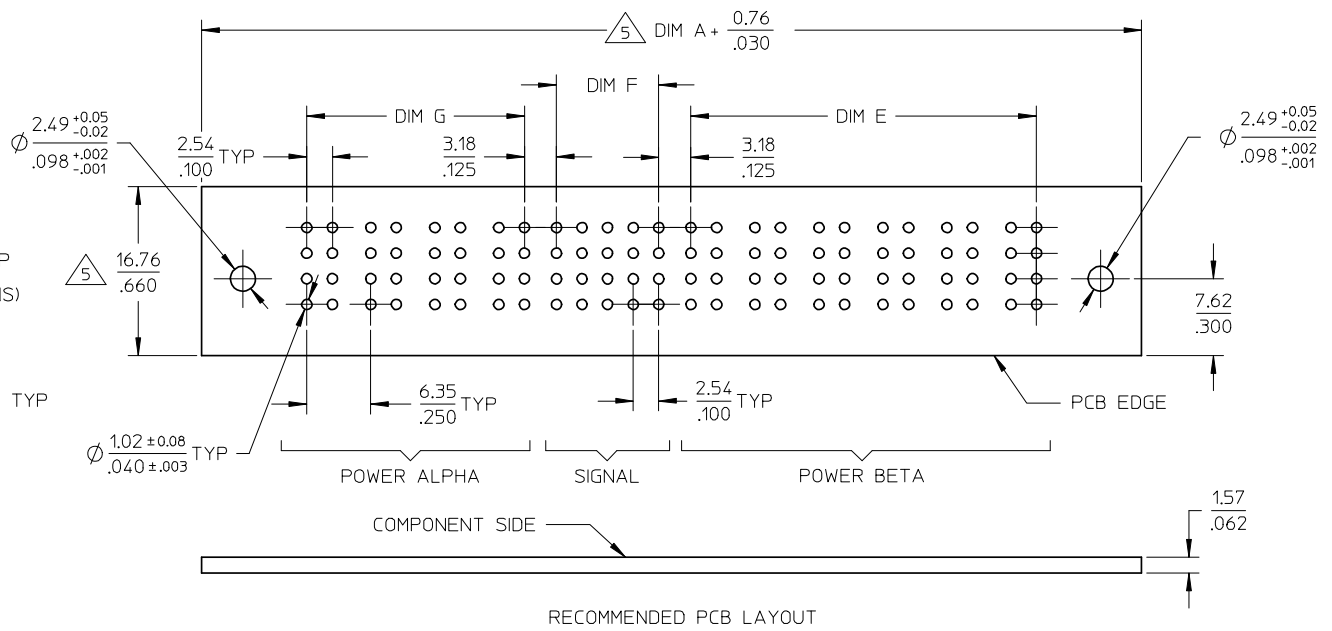 5 DIM A + 0.76
.030
DIM F
DIM G
DIM E
Ø 2.49 +0.05 -0.02
.098 +.002 -.001
2.54 TYP
.100
3.18
.125
3.18
.125
Ø 2.49 +0.05 -0.02
.098 +.002 -.001
P
5 16.76
.660
IS)
7.62
.300
TYP
6.35 TYP
.250
2.54 TYP
.100
PCB EDGE
Ø 1.02 ±0.08 TYP
.040 ±.003
POWER ALPHA
SIGNAL
POWER BETA
COMPONENT SIDE
1.57
.062
RECOMMENDED PCB LAYOUT